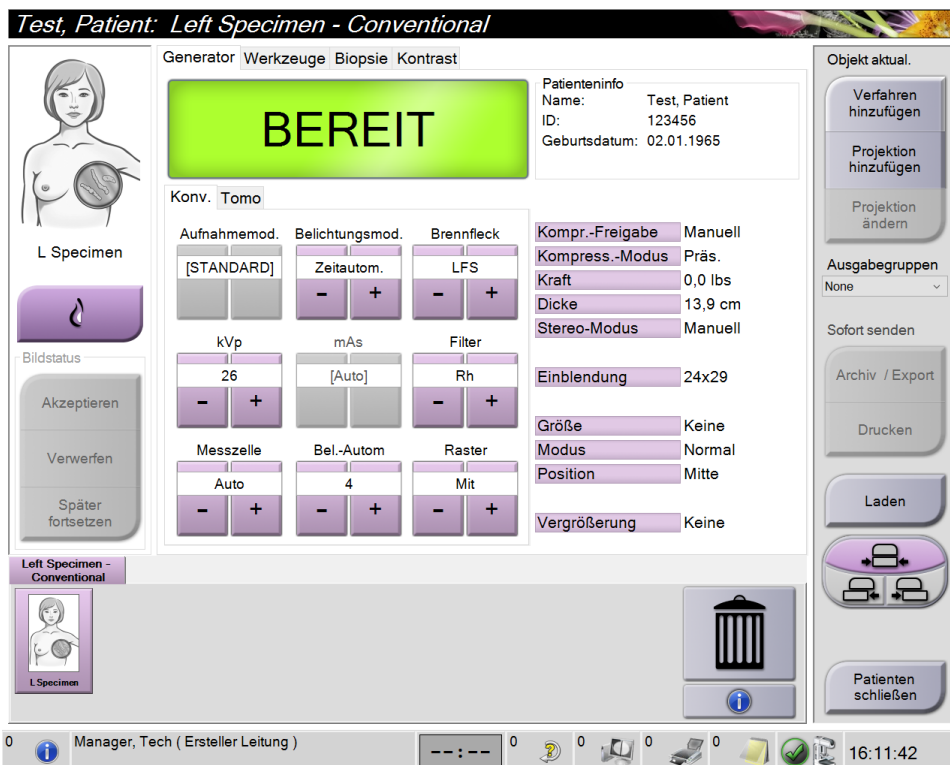 Test, Patient: Left Specimen - Conventional
L Specimen
Bildstatus
Akzeptieren
Verwerfen
Später
fortsetzen
Generator Werkzeuge Biopsie Kontrast
BEREIT
Patienteninfo
Name: Test, Patient
ID: 123456
Geburtsdatum: 02.01.1965
Konv. Tomo
Aufnahmemod. Belichtungsmod. Brennfleck
[STANDARD] Zeitautom. LFS
- + - +
kVp mAs Filter
26 [Auto] Rh
- + - +
Messzelle Bel.-Autom Raster
Auto 4 Mit
- + - + - +
Kompr.-Freigabe Manuell
Kompress.-Modus Präs.
Kraft 0,0 lbs
Dicke 13,9 cm
Stereo-Modus Manuell
Einblendung 24x29
Größe Keine
Modus Normal
Position Mitte
Vergrößerung Keine
Objekt aktual.
Verfahren
hinzufügen
Projektion
hinzufügen
Projektion
ändern
Ausgabegruppen
None
Sofort senden
Archiv / Export
Drucken
Laden
Patienten
schließen
Left Specimen -
Conventional
L Specimen
0 Manager, Tech ( Ersteller Leitung ) --:-- 0 0 0 0 16:11:42